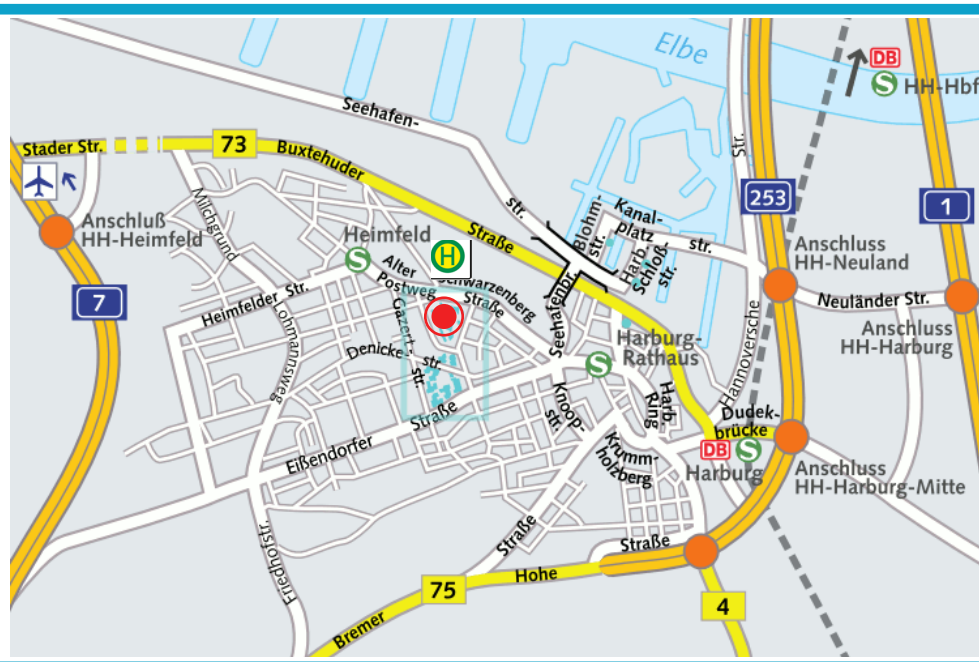 Elbe
DB
S HH-Hbf
Seehafen-
str.
Stader Str.
73
Buxtehuder
Straße
Str.
253
1
Milchgrund
Anschluß
HH-Heimfeld
7
Heimfeld
S
H
Blohm-
str.
Kanal-
platz
str.
Harb.
Schloß-
str.
Anschluss
HH-Neuland
Neuländer Str.
Anschluss
HH-Harburg
Alter
Postweg
Schwarzenberg
Straße
Seehafenbr.
Heimfelder Str.
Lohmannsweg
Gazert-
str.
Denicke-
str.
Harburg-
Rathaus
S
Hannoversche
Knoop-
str.
Harb.
Ring
Dudek-
brücke
DB S
Harburg
Krumm-
holzberg
Anschluss
HH-Harburg-Mitte
Eißendorfer
Straße
Friedhofstr.
Straße
Straße
Hohe
75
Bremer
4